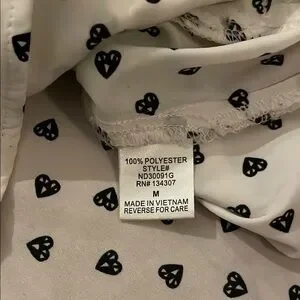 100% POLYESTER
STYLE#
ND30091G
RN# 134307
M
MADE IN VIETNAM
REVERSE FOR CARE